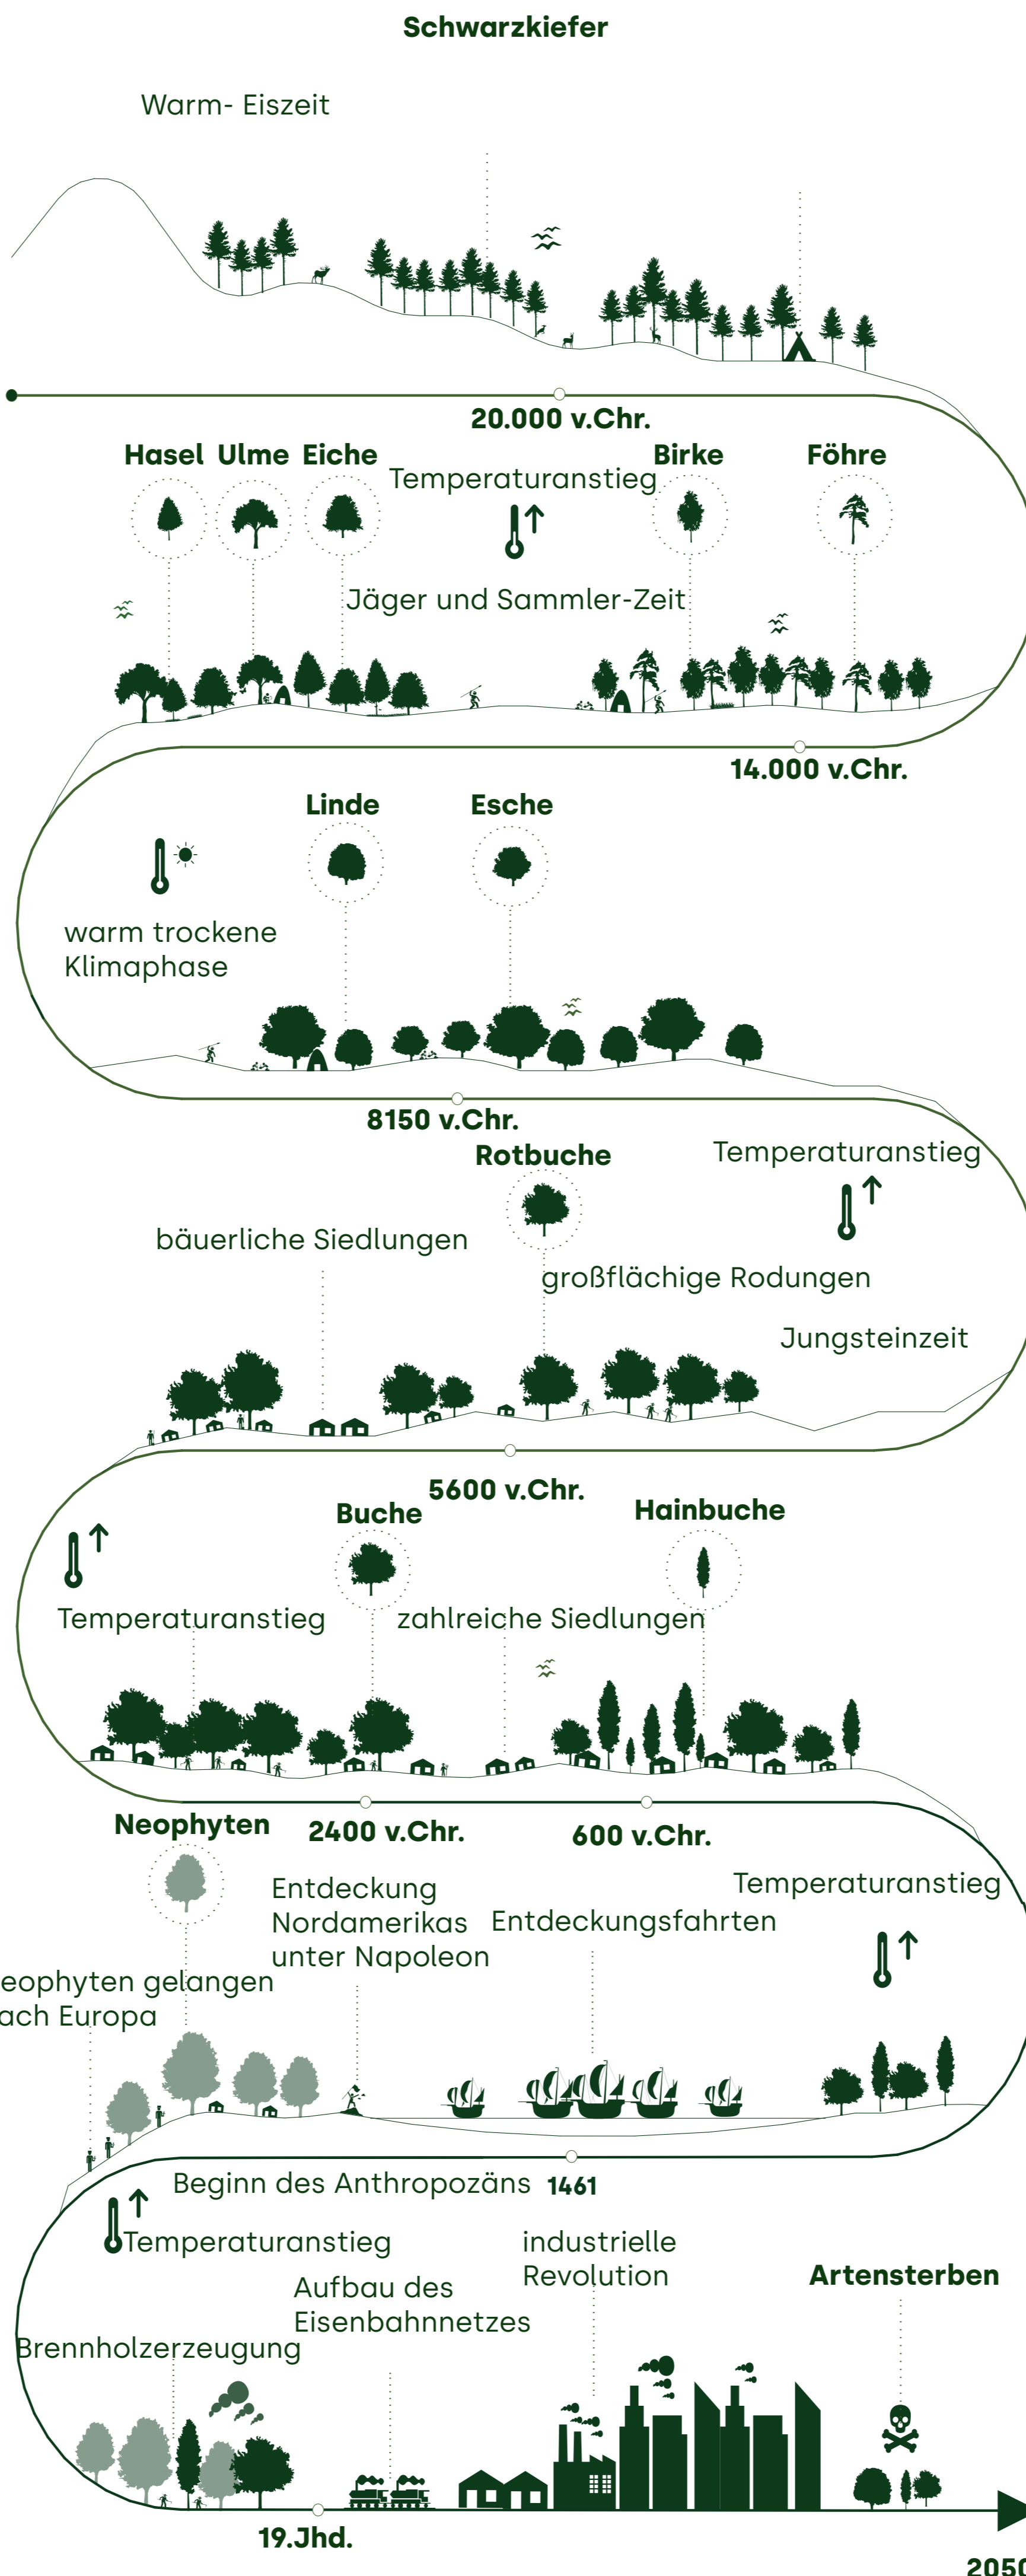 Schwarzkiefer
Warm- Eiszeit
20.000 v.Chr.
Hasel Ulme Eiche
Birke
Föhre
Temperaturanstieg
Jäger und Sammler-Zeit
14.000 v.Chr.
Linde
Esche
warm trockene
Klimaphase
8150 v.Chr.
Rotbuche
Temperaturanstieg
bäuerliche Siedlungen
großflächige Rodungen
Jungsteinzeit
5600 v.Chr.
Buche
Hainbuche
Temperaturanstieg
zahlreiche Siedlungen
Neophyten
2400 v.Chr.
600 v.Chr.
Entdeckung
Nordamerikas
unter Napoleon
Entdeckungsfahrten
Temperaturanstieg
eophyten gelangen
ach Europa
Beginn des Anthropozäns
1461
Temperaturanstieg
industrielle
Revolution
Aufbau des
Eisenbahnnetzes
Artensterben
Brennholzerzeugung
19.Jhd.
2050